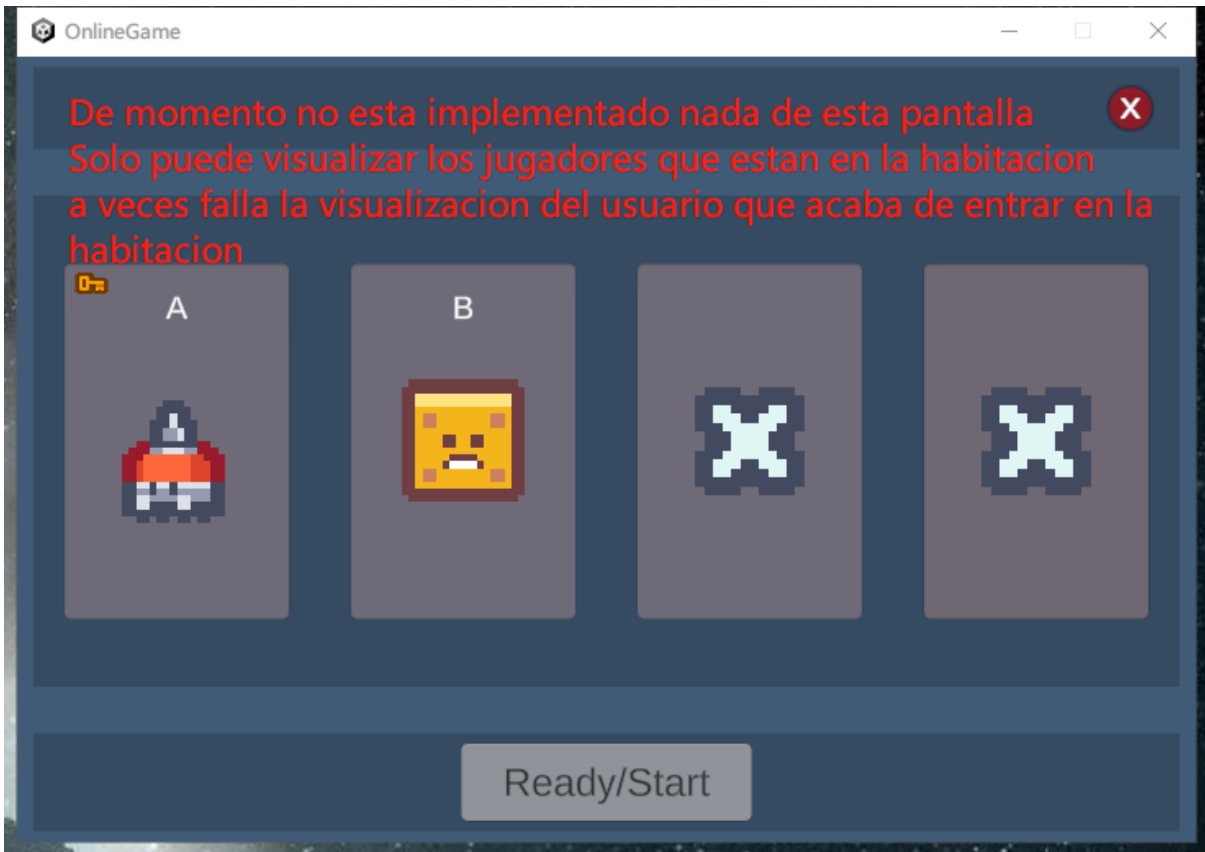 OnlineGame
De momento no esta implementado nada de esta pantalla
Solo puede visualizar los jugadores que estan en la habitacion
a veces falla la visualizacion del usuario que acaba de entrar en la
habitación
X
A
B
Ready/Start